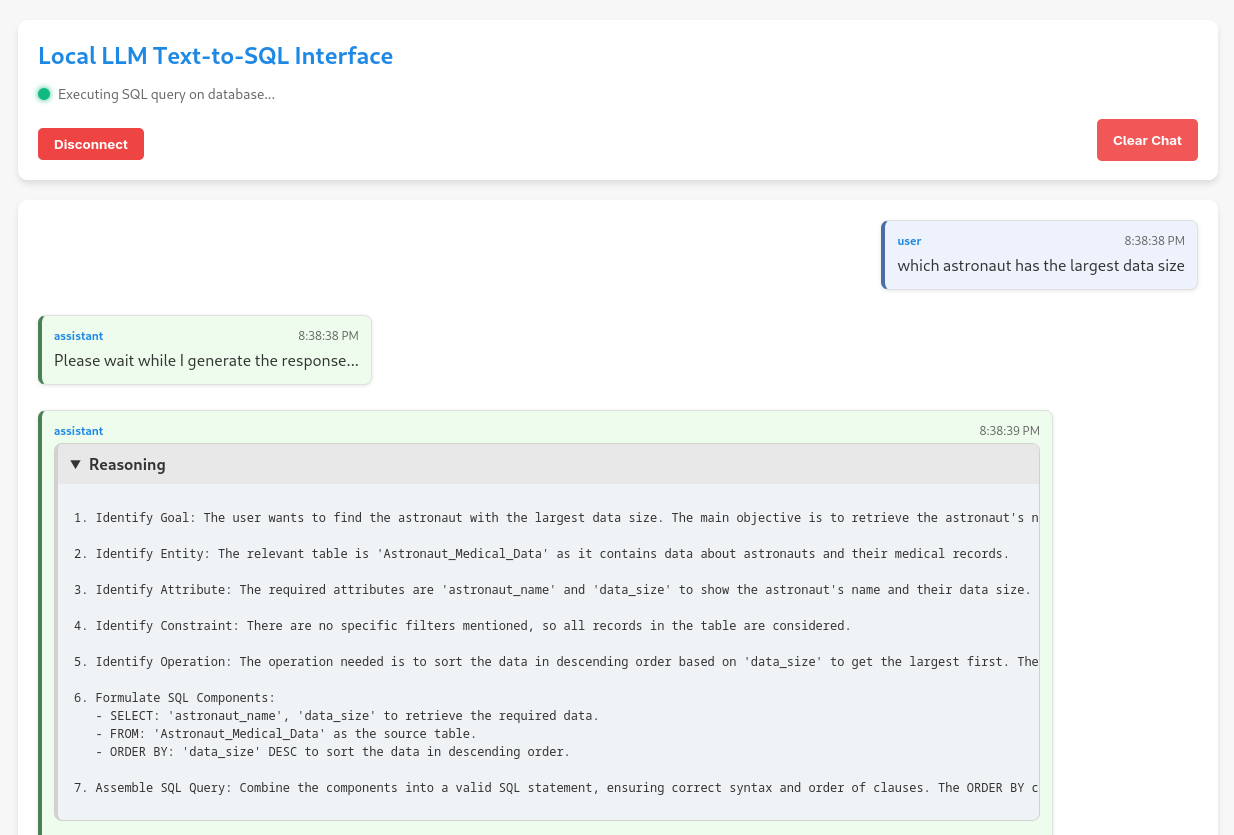 Local LLM Text-to-SQL Interface
Executing SQL query on database...
Disconnect
Clear Chat
user 8:38:38 PM
which astronaut has the largest data size
assistant 8:38:38 PM
Please wait while I generate the response...
assistant 8:38:39 PM
▼ Reasoning
1. Identify Goal: The user wants to find the astronaut with the largest data size. The main objective is to retrieve the astronaut's n
2. Identify Entity: The relevant table is 'Astronaut_Medical_Data' as it contains data about astronauts and their medical records.
3. Identify Attribute: The required attributes are 'astronaut_name' and 'data_size' to show the astronaut's name and their data size.
4. Identify Constraint: There are no specific filters mentioned, so all records in the table are considered.
5. Identify Operation: The operation needed is to sort the data in descending order based on 'data_size' to get the largest first. The
6. Formulate SQL Components:
- SELECT: 'astronaut_name', 'data_size' to retrieve the required data.
- FROM: 'Astronaut_Medical_Data' as the source table.
- ORDER BY: 'data_size' DESC to sort the data in descending order.
7. Assemble SQL Query: Combine the components into a valid SQL statement, ensuring correct syntax and order of clauses. The ORDER BY c